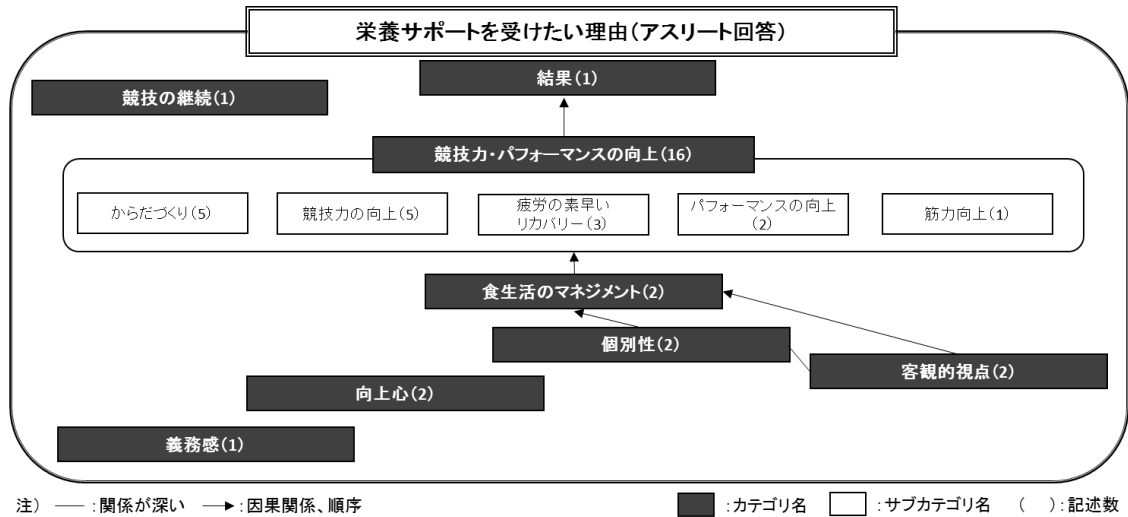 栄養サポートを受けたい理由(アスリート回答)
結果(1)
競技の継続(1)
競技力・パフォーマンスの向上(16)
からだづくり(5)
競技力の向上(5)
疲労の素早い
リカバリー(3)
パフォーマンスの向上
(2)
筋力向上(1)
食生活のマネジメント(2)
個別性(2)
客観的視点(2)
向上心(2)
義務感(1)
注) ── :関係が深い ─→ :因果関係、順序 :カテゴリ名 :サブカテゴリ名 ( ):記述数